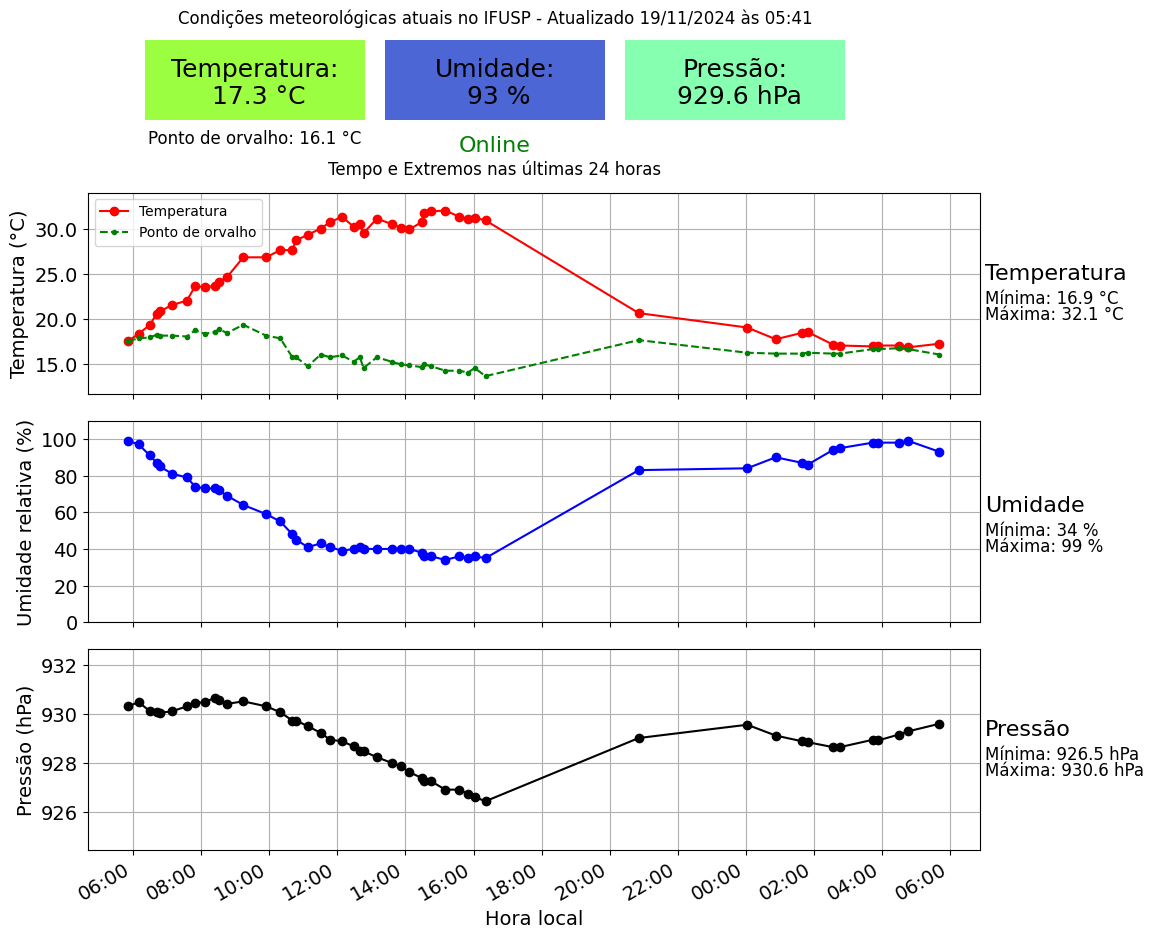 Condições meteorológicas atuais no IFUSP - Atualizado 19/11/2024 às 05:41
Temperatura:
17.3 °C
Umidade:
93 %
Pressão:
929.6 hPa
Ponto de orvalho: 16.1 °C
Online
Tempo e Extremos nas últimas 24 horas
Temperatura (°C)
30.0
25.0
20.0
15.0
Temperatura
Ponto de orvalho
Temperatura
Mínima: 16.9 °C
Máxima: 32.1 °C
Umidade relativa (%)
100
80
60
40
20
0
Umidade
Mínima: 34 %
Máxima: 99 %
Pressão (hPa)
932
930
928
926
Pressão
Mínima: 926.5 hPa
Máxima: 930.6 hPa
06:00 08:00 10:00 12:00 14:00 16:00 18:00 20:00 22:00 00:00 02:00 04:00 06:00
Hora local